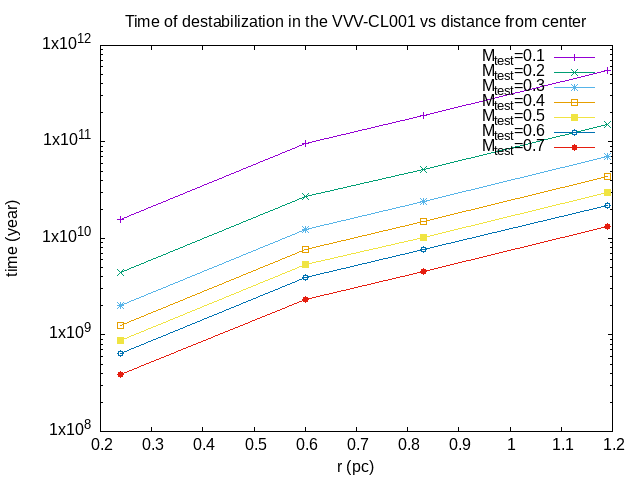 Time of destabilization in the VVV-CL001 vs distance from center
1x10^12
1x10^11
1x10^10
1x10^9
1x10^8
time (year)
M_test=0.1
M_test=0.2
M_test=0.3
M_test=0.4
M_test=0.5
M_test=0.6
M_test=0.7
0.2 0.3 0.4 0.5 0.6 0.7 0.8 0.9 1 1.1 1.2
r (pc)